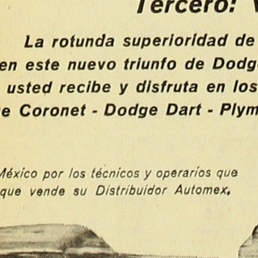 Tercero:
La rotunda superioridad de
en este nuevo triunfo de Dodg
usted recibe y disfruta en los
e Coronet - Dodge Dart - Plym
México por los técnicos y operarios que
que vende su Distribuidor Automex,